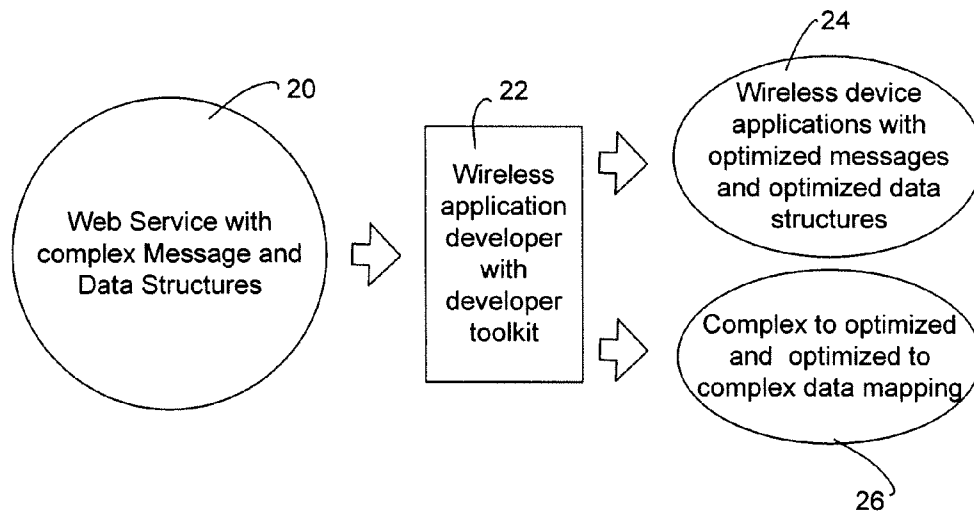 20
Web Service with
complex Message and
Data Structures
22
Wireless
application
developer
with
developer
toolkit
24
Wireless device
applications with
optimized messages
and optimized data
structures
Complex to optimized
and optimized to
complex data mapping
26